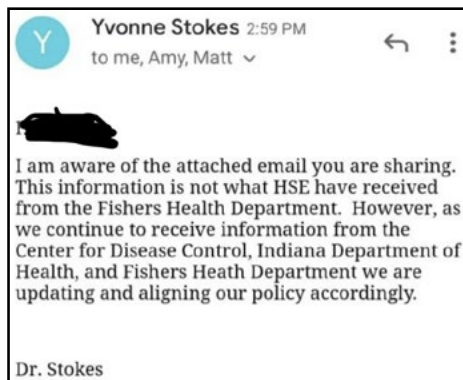 Y
Yvonne Stokes 2:59 PM
to me, Amy, Matt
I am aware of the attached email you are sharing.
This information is not what HSE have received
from the Fishers Health Department. However, as
we continue to receive information from the
Center for Disease Control, Indiana Department of
Health, and Fishers Heath Department we are
updating and aligning our policy accordingly.
Dr. Stokes